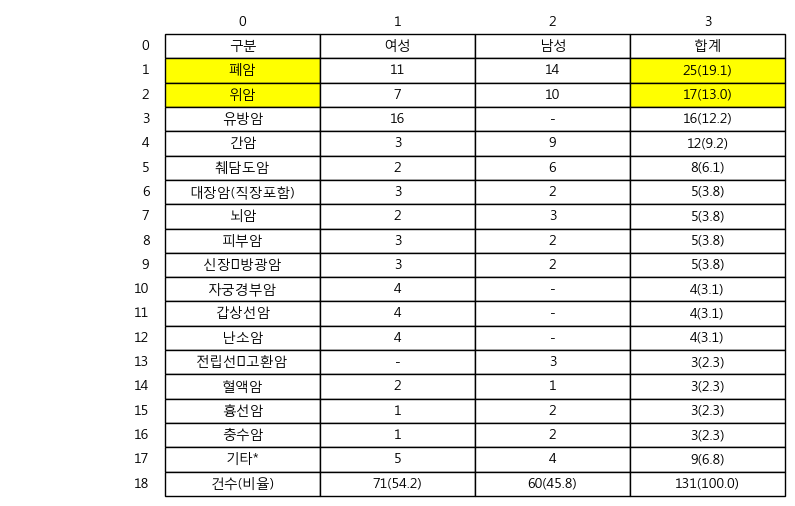 0 1 2 3
0 구분 여성 남성 합계
1 폐암 11 14 25(19.1)
2 위암 7 10 17(13.0)
3 유방암 16 - 16(12.2)
4 간암 3 9 12(9.2)
5 췌담도암 2 6 8(6.1)
6 대장암(직장포함) 3 2 5(3.8)
7 뇌암 2 3 5(3.8)
8 피부암 3 2 5(3.8)
9 신장▯방광암 3 2 5(3.8)
10 자궁경부암 4 - 4(3.1)
11 갑상선암 4 - 4(3.1)
12 난소암 4 - 4(3.1)
13 전립선▯고환암 - 3 3(2.3)
14 혈액암 2 1 3(2.3)
15 흉선암 1 2 3(2.3)
16 충수암 1 2 3(2.3)
17 기타* 5 4 9(6.8)
18 건수(비율) 71(54.2) 60(45.8) 131(100.0)